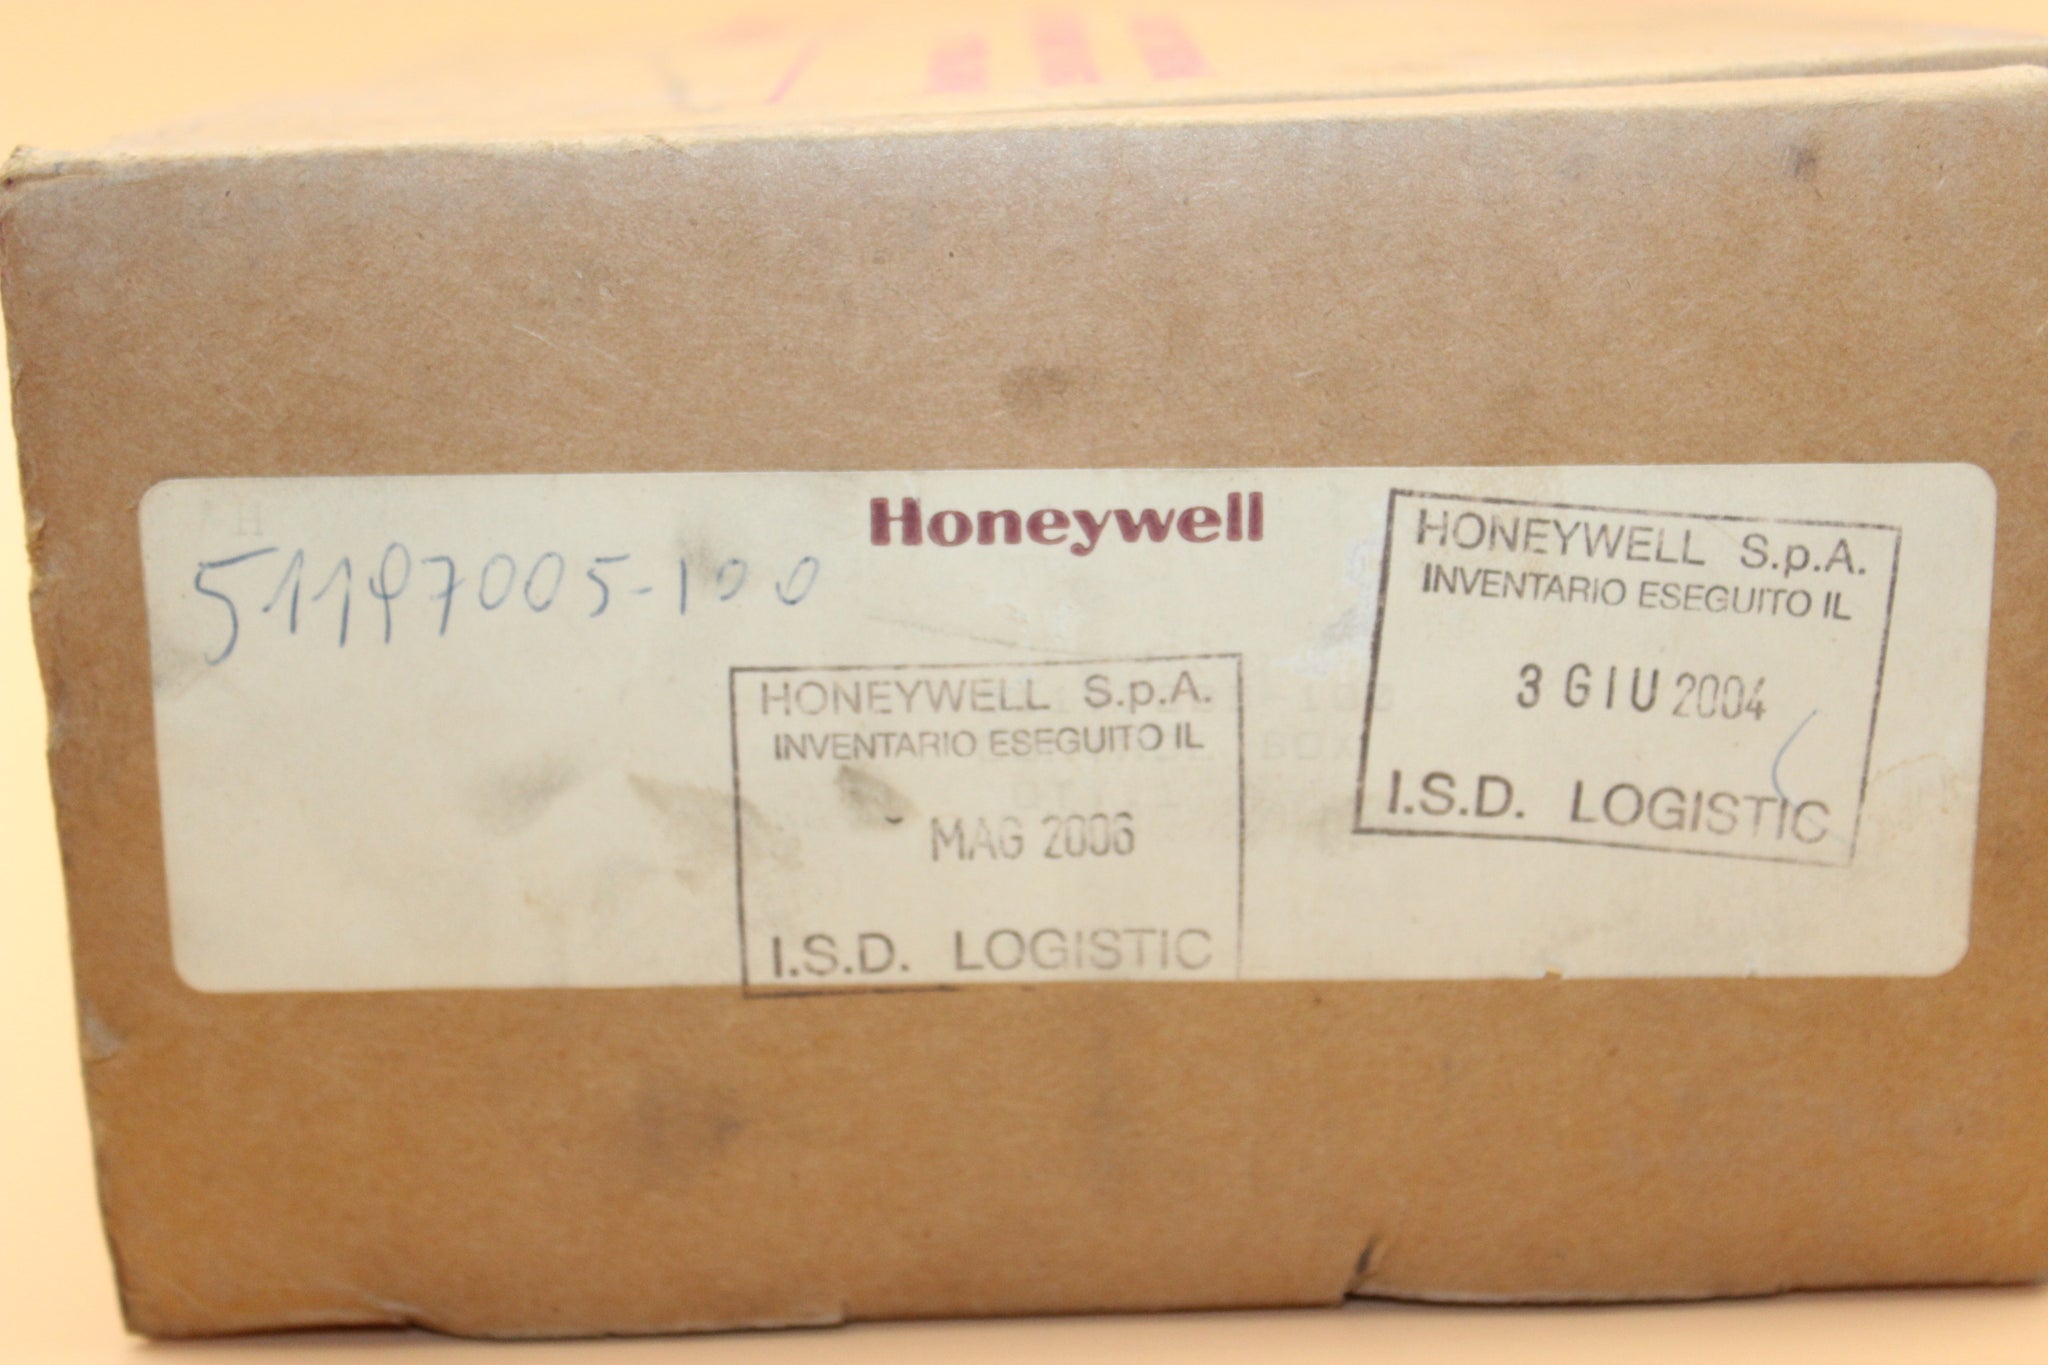 Honeywell
51197005-100
HONEYWELL S.p.A.
INVENTARIO ESEGUITO IL
3 GIU 2004
I.S.D. LOGISTIC
HONEYWELL S.p.A.
INVENTARIO ESEGUITO IL
MAG 2006
I.S.D. LOGISTIC